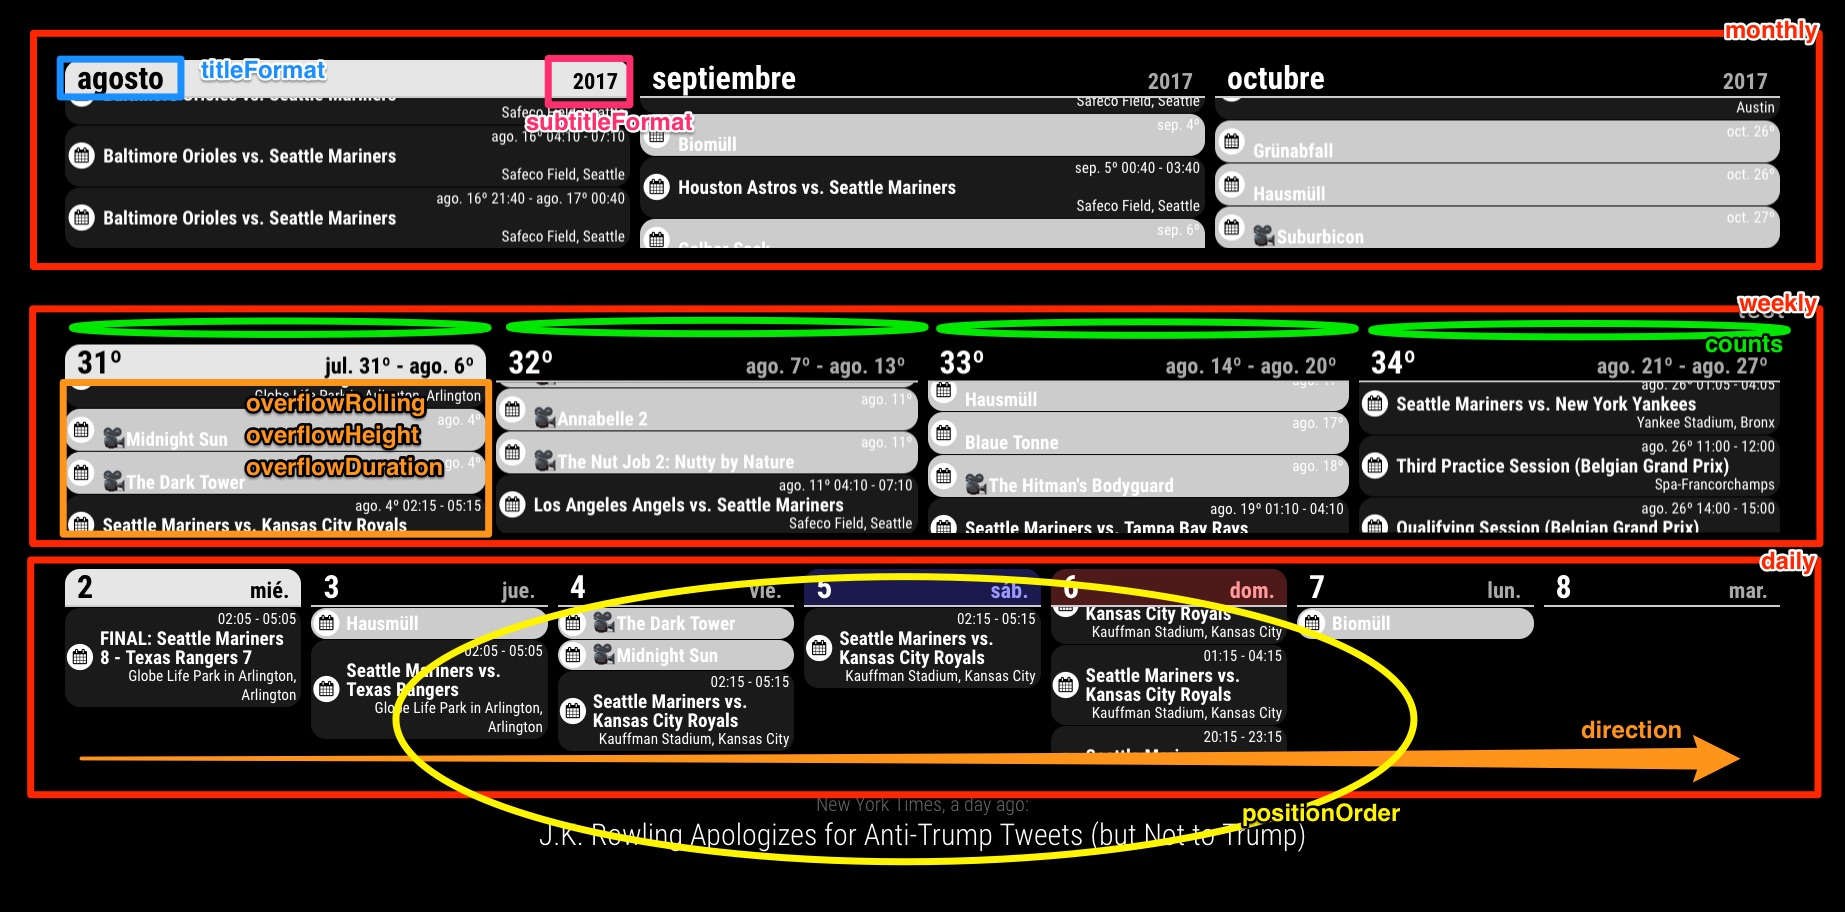 monthly
agosto
titleFormat
2017
septiembre
2017
octubre
2017
Baltimore Orioles vs. Seattle Mariners
Safeco Field, Seattle
subtitleFormat
ago. 16º 04:10 - 07:10
Baltimore Orioles vs. Seattle Mariners
Safeco Field, Seattle
ago. 16º 21:40 - ago. 17º 00:40
Baltimore Orioles vs. Seattle Mariners
Safeco Field, Seattle
Safeco Field, Seattle
sep. 4º
Biomüll
sep. 5º 00:40 - 03:40
Houston Astros vs. Seattle Mariners
Safeco Field, Seattle
sep. 6º
Austin
oct. 26º
Grünabfall
oct. 26º
Hausmüll
oct. 27º
Suburbicon
weekly
counts
31º
jul. 31º - ago. 6º
32º
ago. 7º - ago. 13º
33º
ago. 14º - ago. 20º
34º
ago. 21º - ago. 27º
Globe Life Park in Arlington, Arlington
overflowRolling
ago. 4º
Midnight Sun
overflowHeight
overflowDuration
ago. 4º
The Dark Tower
ago. 4º 02:15 - 05:15
Seattle Mariners vs. Kansas City Royals
ago. 11º
Annabelle 2
ago. 11º
The Nut Job 2: Nutty by Nature
ago. 11º 04:10 - 07:10
Los Angeles Angels vs. Seattle Mariners
Safeco Field, Seattle
ago. 17º
Hausmüll
ago. 17º
Blaue Tonne
ago. 18º
The Hitman's Bodyguard
ago. 19º 01:10 - 04:10
Seattle Mariners vs. Tampa Bay Rays
ago. 26º 01:05 - 04:05
Seattle Mariners vs. New York Yankees
Yankee Stadium, Bronx
ago. 26º 11:00 - 12:00
Third Practice Session (Belgian Grand Prix)
Spa-Francorchamps
ago. 26º 14:00 - 15:00
Qualifying Session (Belgian Grand Prix)
daily
2
mié.
3
jue.
4
vie.
5
sáb.
6
dom.
7
lun.
8
mar.
02:05 - 05:05
FINAL: Seattle Mariners
8 - Texas Rangers 7
Globe Life Park in Arlington,
Arlington
Hausmüll
02:05 - 05:05
Seattle Mariners vs.
Texas Rangers
Globe Life Park in Arlington,
Arlington
The Dark Tower
Midnight Sun
02:15 - 05:15
Seattle Mariners vs.
Kansas City Royals
Kauffman Stadium, Kansas City
02:15 - 05:15
Seattle Mariners vs.
Kansas City Royals
Kauffman Stadium, Kansas City
Kansas City Royals
Kauffman Stadium, Kansas City
01:15 - 04:15
Seattle Mariners vs.
Kansas City Royals
Kauffman Stadium, Kansas City
20:15 - 23:15
Biomüll
direction
New York Times, a day ago:
positionOrder
J.K. Rowling Apologizes for Anti-Trump Tweets (but Not to Trump)